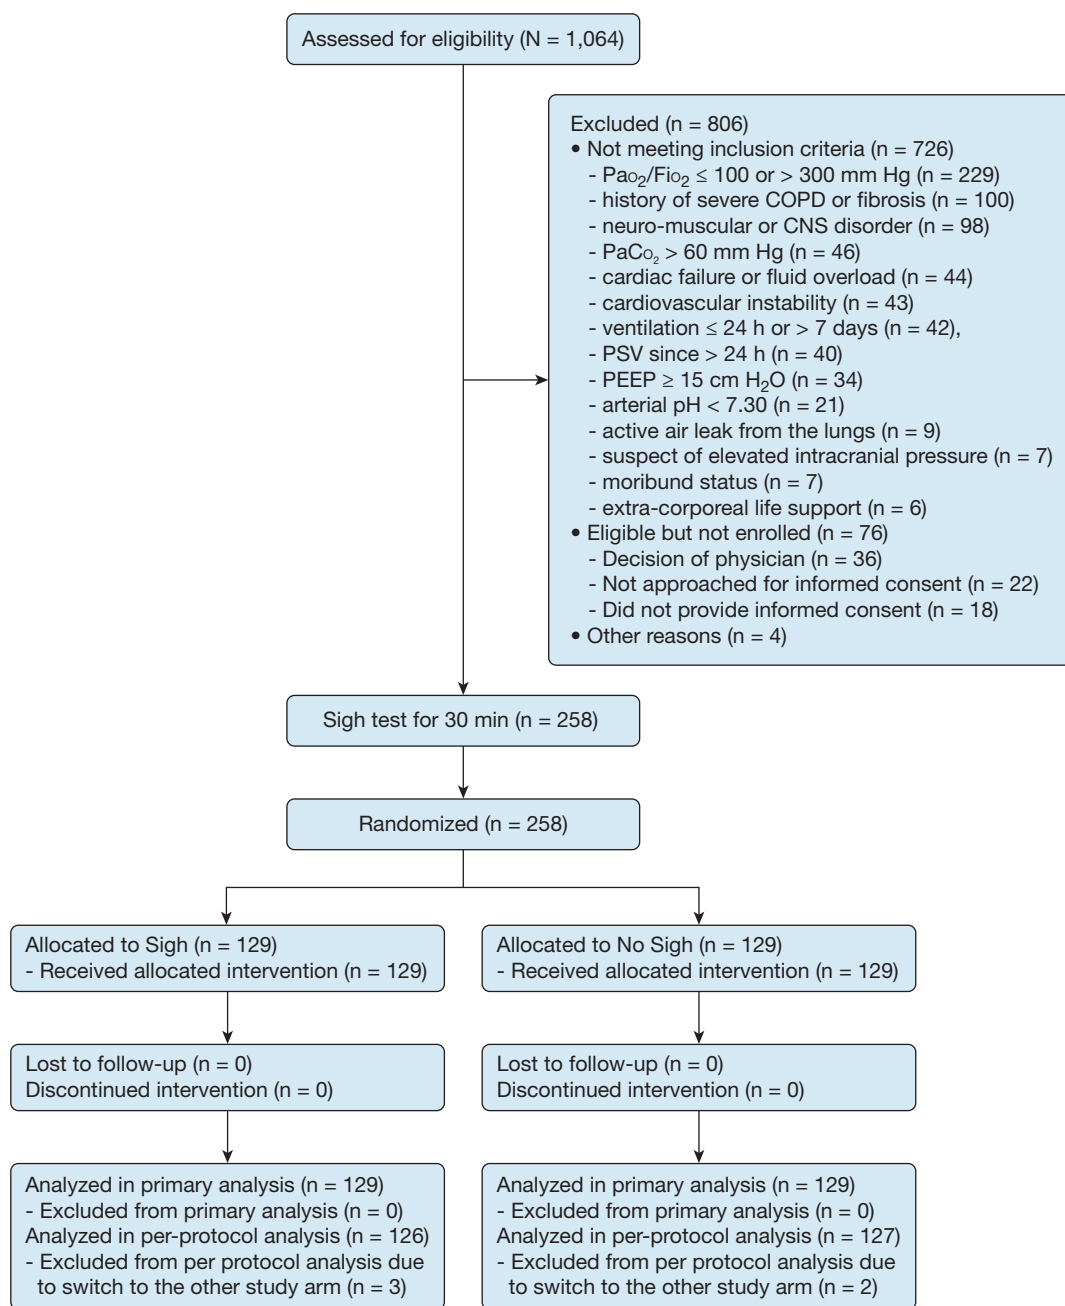 Assessed for eligibility (N = 1,064)
Excluded (n = 806)
• Not meeting inclusion criteria (n = 726)
- PaO₂/FiO₂ ≤ 100 or > 300 mm Hg (n = 229)
- history of severe COPD or fibrosis (n = 100)
- neuro-muscular or CNS disorder (n = 98)
- PaCO₂ > 60 mm Hg (n = 46)
- cardiac failure or fluid overload (n = 44)
- cardiovascular instability (n = 43)
- ventilation ≤ 24 h or > 7 days (n = 42),
- PSV since > 24 h (n = 40)
- PEEP ≥ 15 cm H₂O (n = 34)
- arterial pH < 7.30 (n = 21)
- active air leak from the lungs (n = 9)
- suspect of elevated intracranial pressure (n = 7)
- moribund status (n = 7)
- extra-corporeal life support (n = 6)
• Eligible but not enrolled (n = 76)
- Decision of physician (n = 36)
- Not approached for informed consent (n = 22)
- Did not provide informed consent (n = 18)
• Other reasons (n = 4)
Sigh test for 30 min (n = 258)
Randomized (n = 258)
Allocated to Sigh (n = 129)
- Received allocated intervention (n = 129)
Allocated to No Sigh (n = 129)
- Received allocated intervention (n = 129)
Lost to follow-up (n = 0)
Discontinued intervention (n = 0)
Lost to follow-up (n = 0)
Discontinued intervention (n = 0)
Analyzed in primary analysis (n = 129)
- Excluded from primary analysis (n = 0)
Analyzed in per-protocol analysis (n = 126)
- Excluded from per protocol analysis due
to switch to the other study arm (n = 3)
Analyzed in primary analysis (n = 129)
- Excluded from primary analysis (n = 0)
Analyzed in per-protocol analysis (n = 127)
- Excluded from per protocol analysis due
to switch to the other study arm (n = 2)